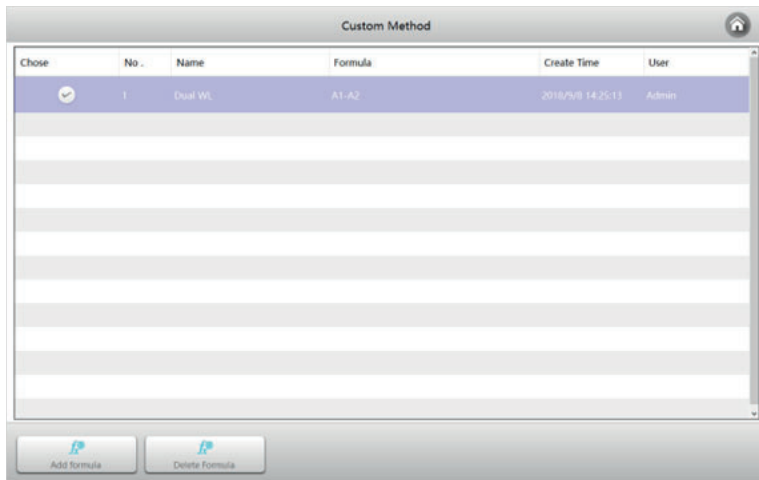 Custom Method
Chose No . Name Formula Create Time User
1 Dual WL A1-A2 2018/9/8 14:25:13 Admin
Add formula Delete Formula